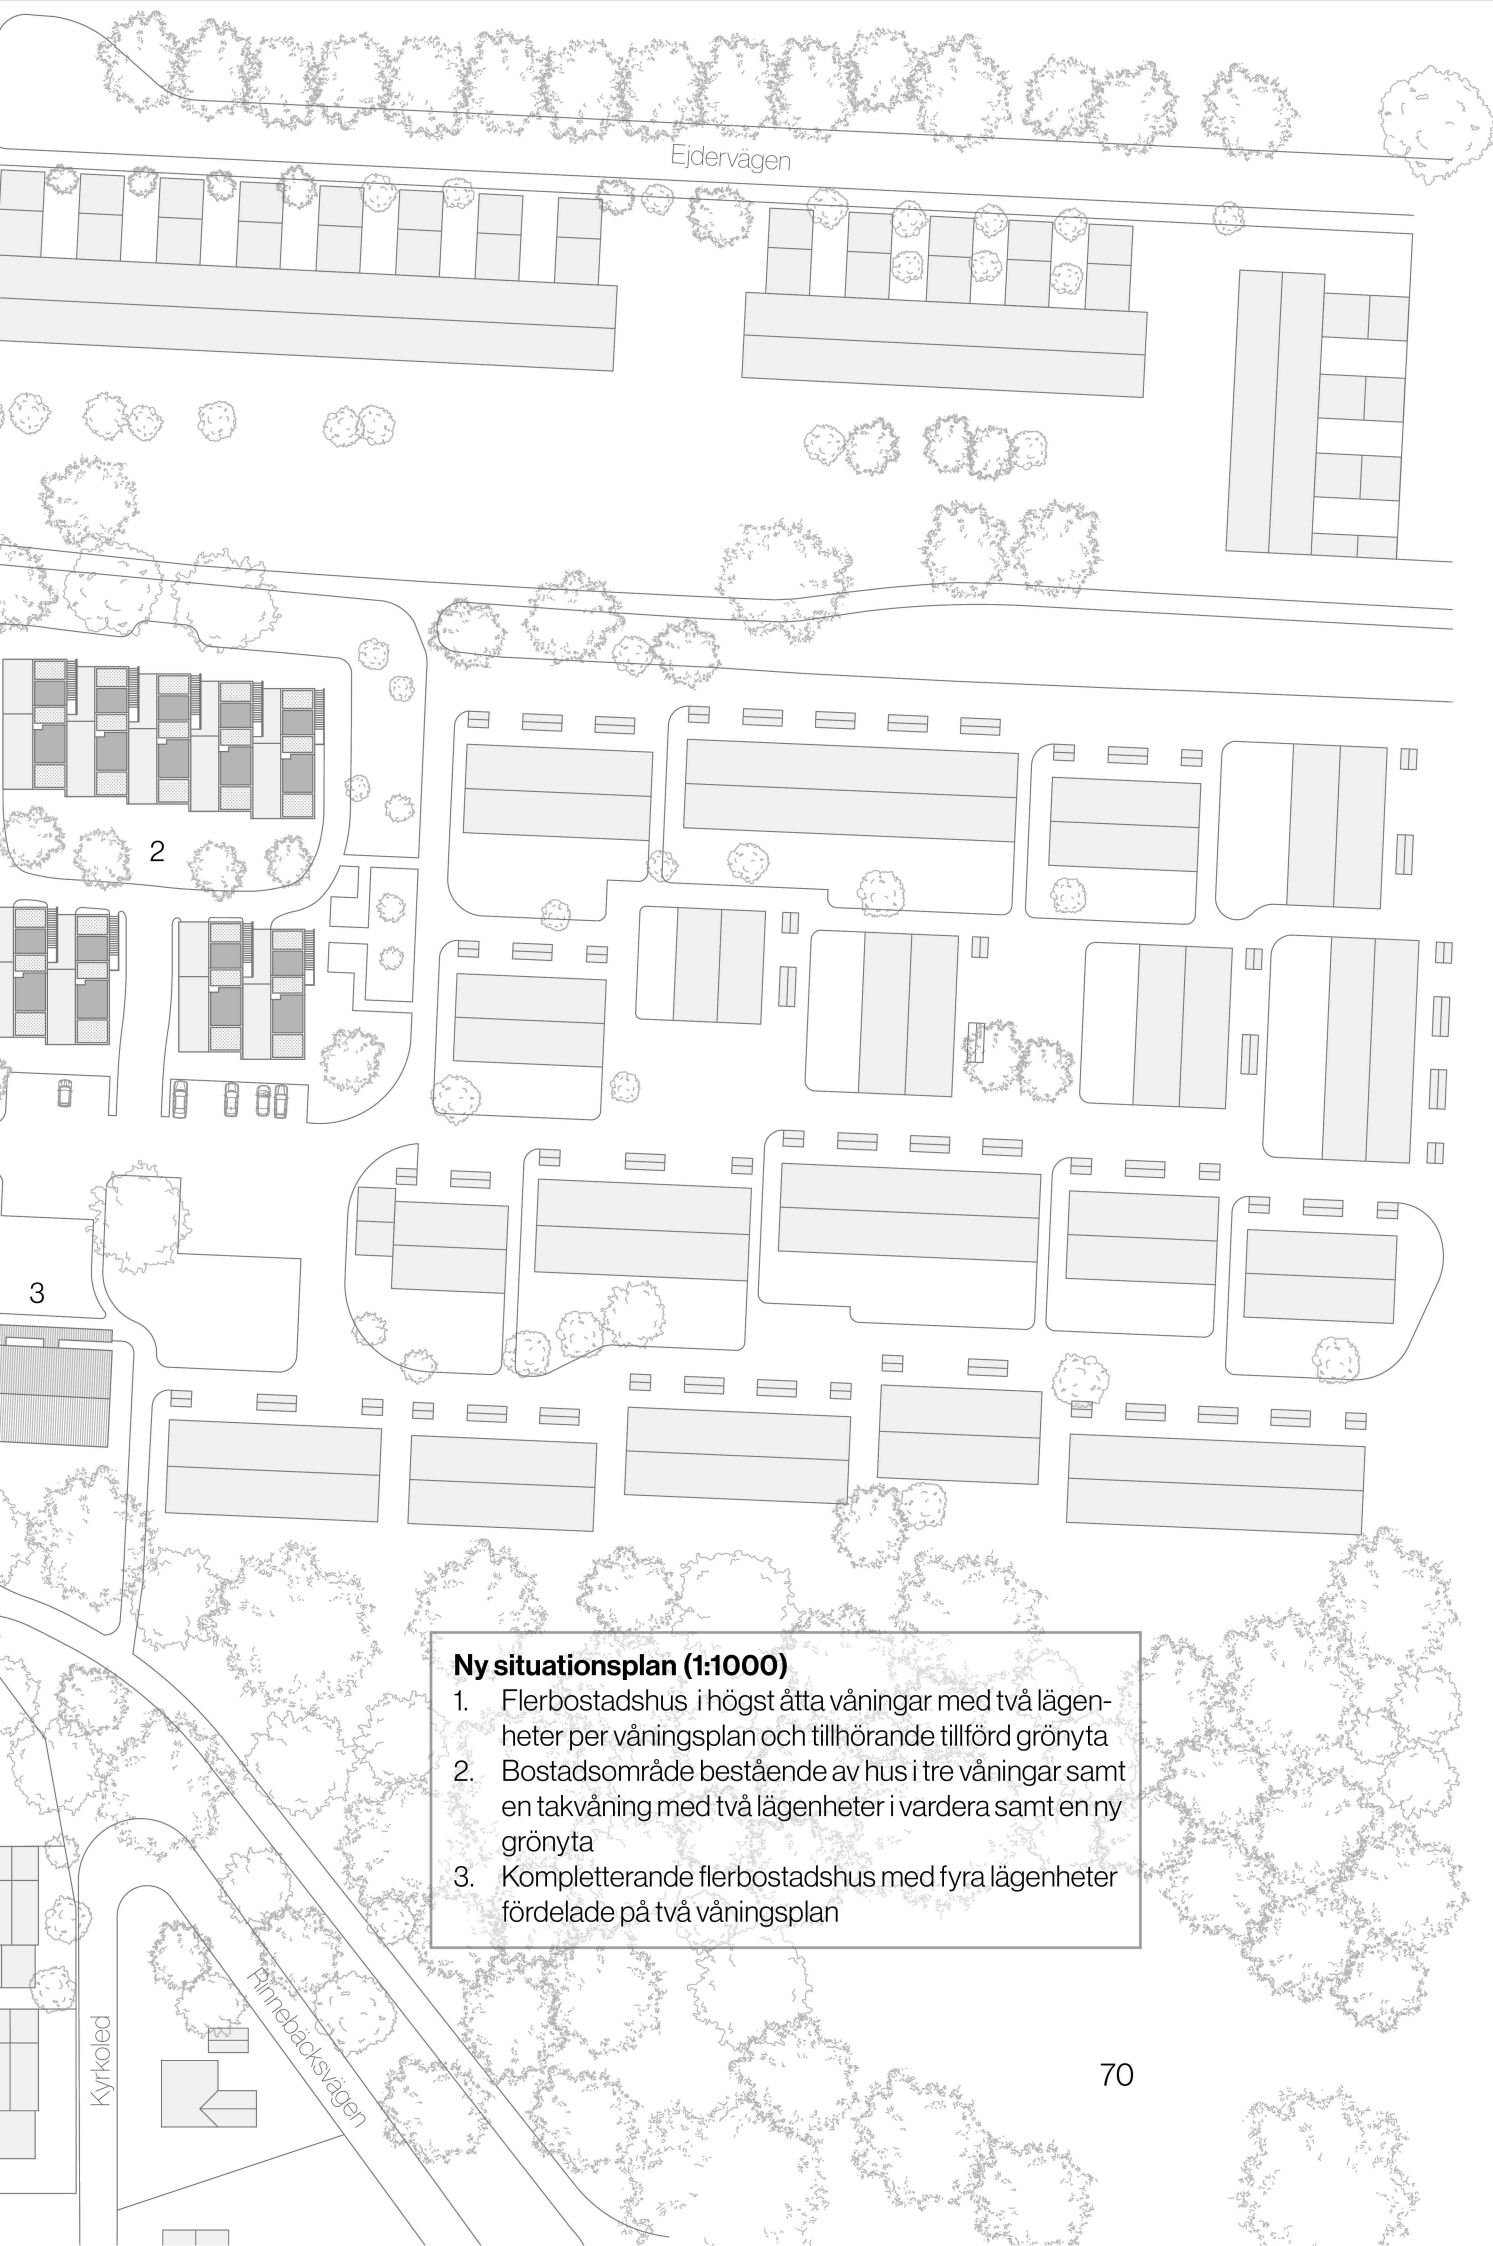 Ejdervägen
2
3
Ny situationsplan (1:1000)
1. Flerbostadshus i högst åtta våningar med två lägen-
heter per våningsplan och tillhörande tillförd grönyta
2. Bostadsområde bestående av hus i tre våningar samt
en takvåning med två lägenheter i vardera samt en ny
grönyta
3. Kompletterande flerbostadshus med fyra lägenheter
fördelade på två våningsplan
Rinnebäcksvägen
Kyrkoled
70